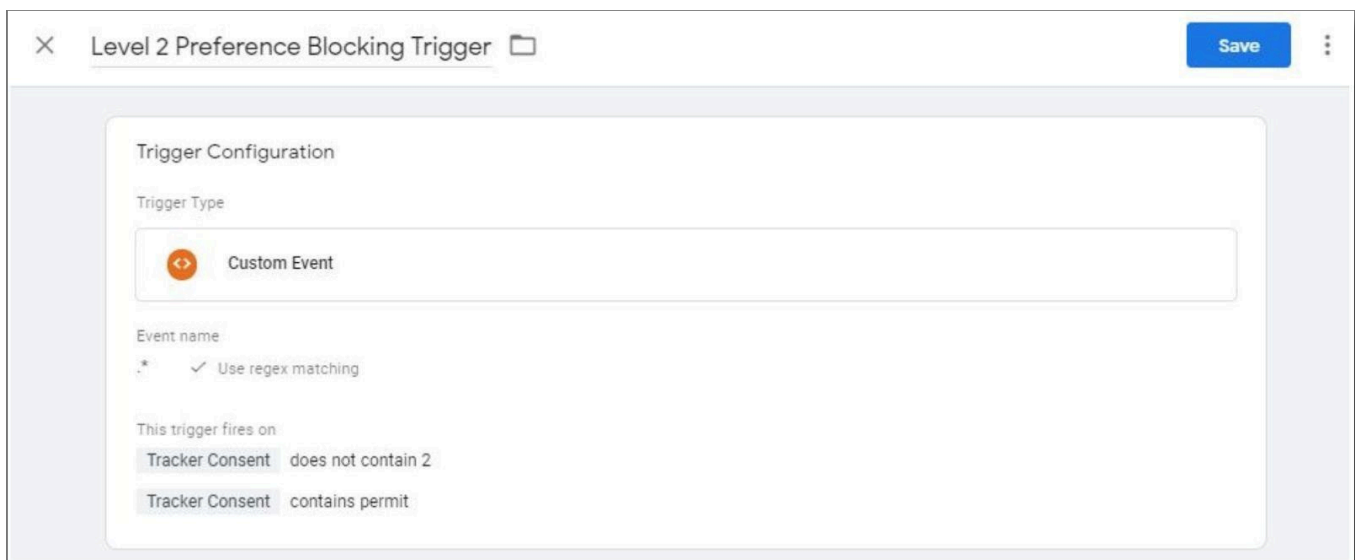 Level 2 Preference Blocking Trigger
Save
Trigger Configuration
Trigger Type
Custom Event
Event name
.* Use regex matching
This trigger fires on
Tracker Consent does not contain 2
Tracker Consent contains permit